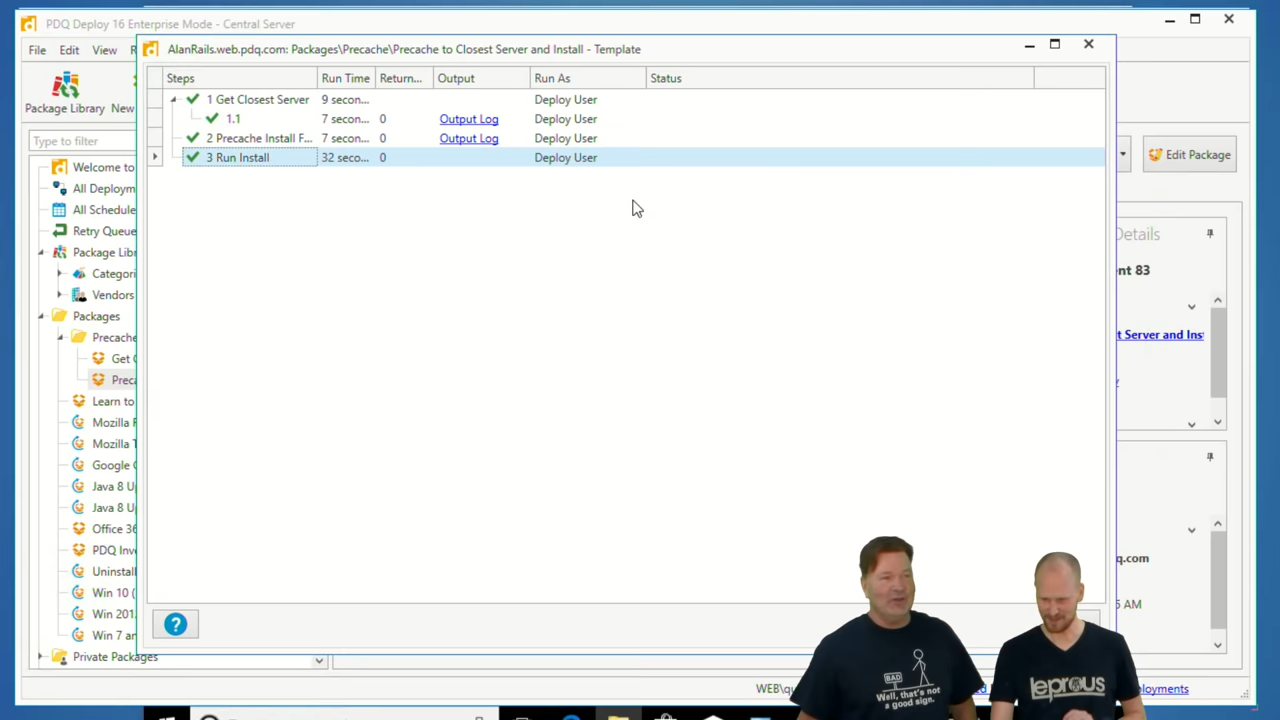 PDQ Deploy 16 Enterprise Mode - Central Server
File Edit View
AlanRails.web.pdq.com: Packages\Precache\Precache to Closest Server and Install - Template
Steps Run Time Return... Output Run As Status
1 Get Closest Server 9 secon... Deploy User
1.1 7 secon... 0 Output Log Deploy User
2 Precache Install F... 7 secon... 0 Output Log Deploy User
3 Run Install 32 seco... 0 Deploy User
Package Library New
Edit Package
Type to filter
Welcome to
All Deploym
All Schedule
Retry Queue
Package Libr
Categori
Vendors
Packages
Precache
Get
Preca
Learn to
Mozilla F
Mozilla T
Google C
Java 8 U
Java 8 U
Office 36
PDQ Inve
Uninstall
Win 10 (
Win 201
Win 7 an
Private Packages
Details
nt 83
t Server and Ins
q.com
AM
WEB\qu
eployments
?
BAD
Well, that's not
a good sign.
leprous